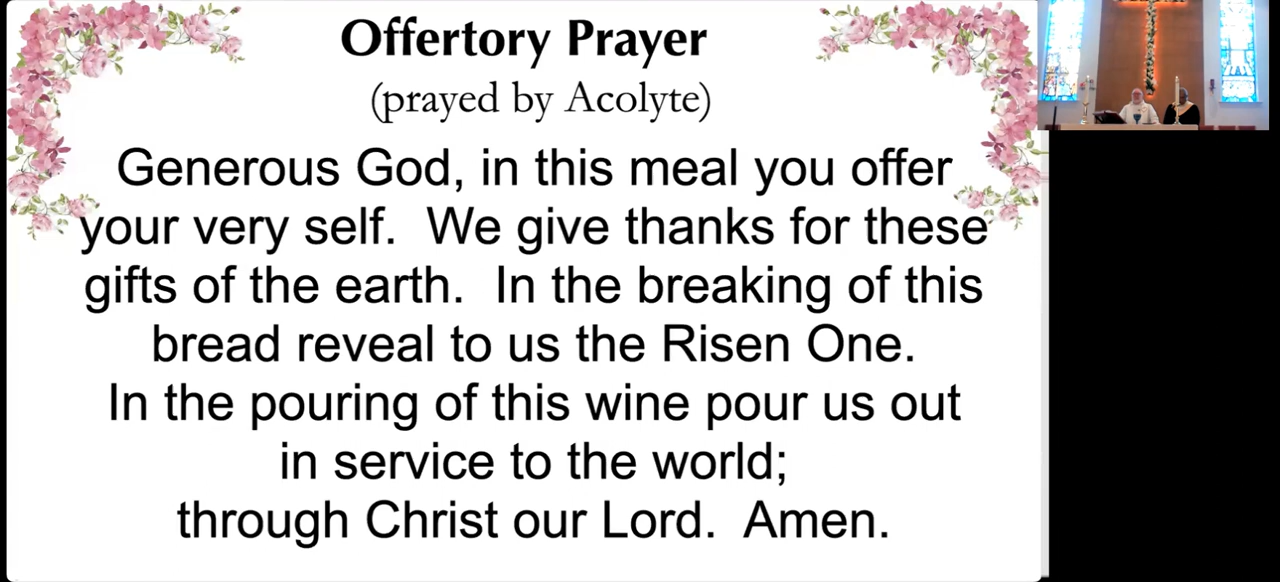 Offertory Prayer
(prayed by Acolyte)
Generous God, in this meal you offer
your very self.  We give thanks for these
gifts of the earth.  In the breaking of this
bread reveal to us the Risen One.
In the pouring of this wine pour us out
in service to the world;
through Christ our Lord.  Amen.